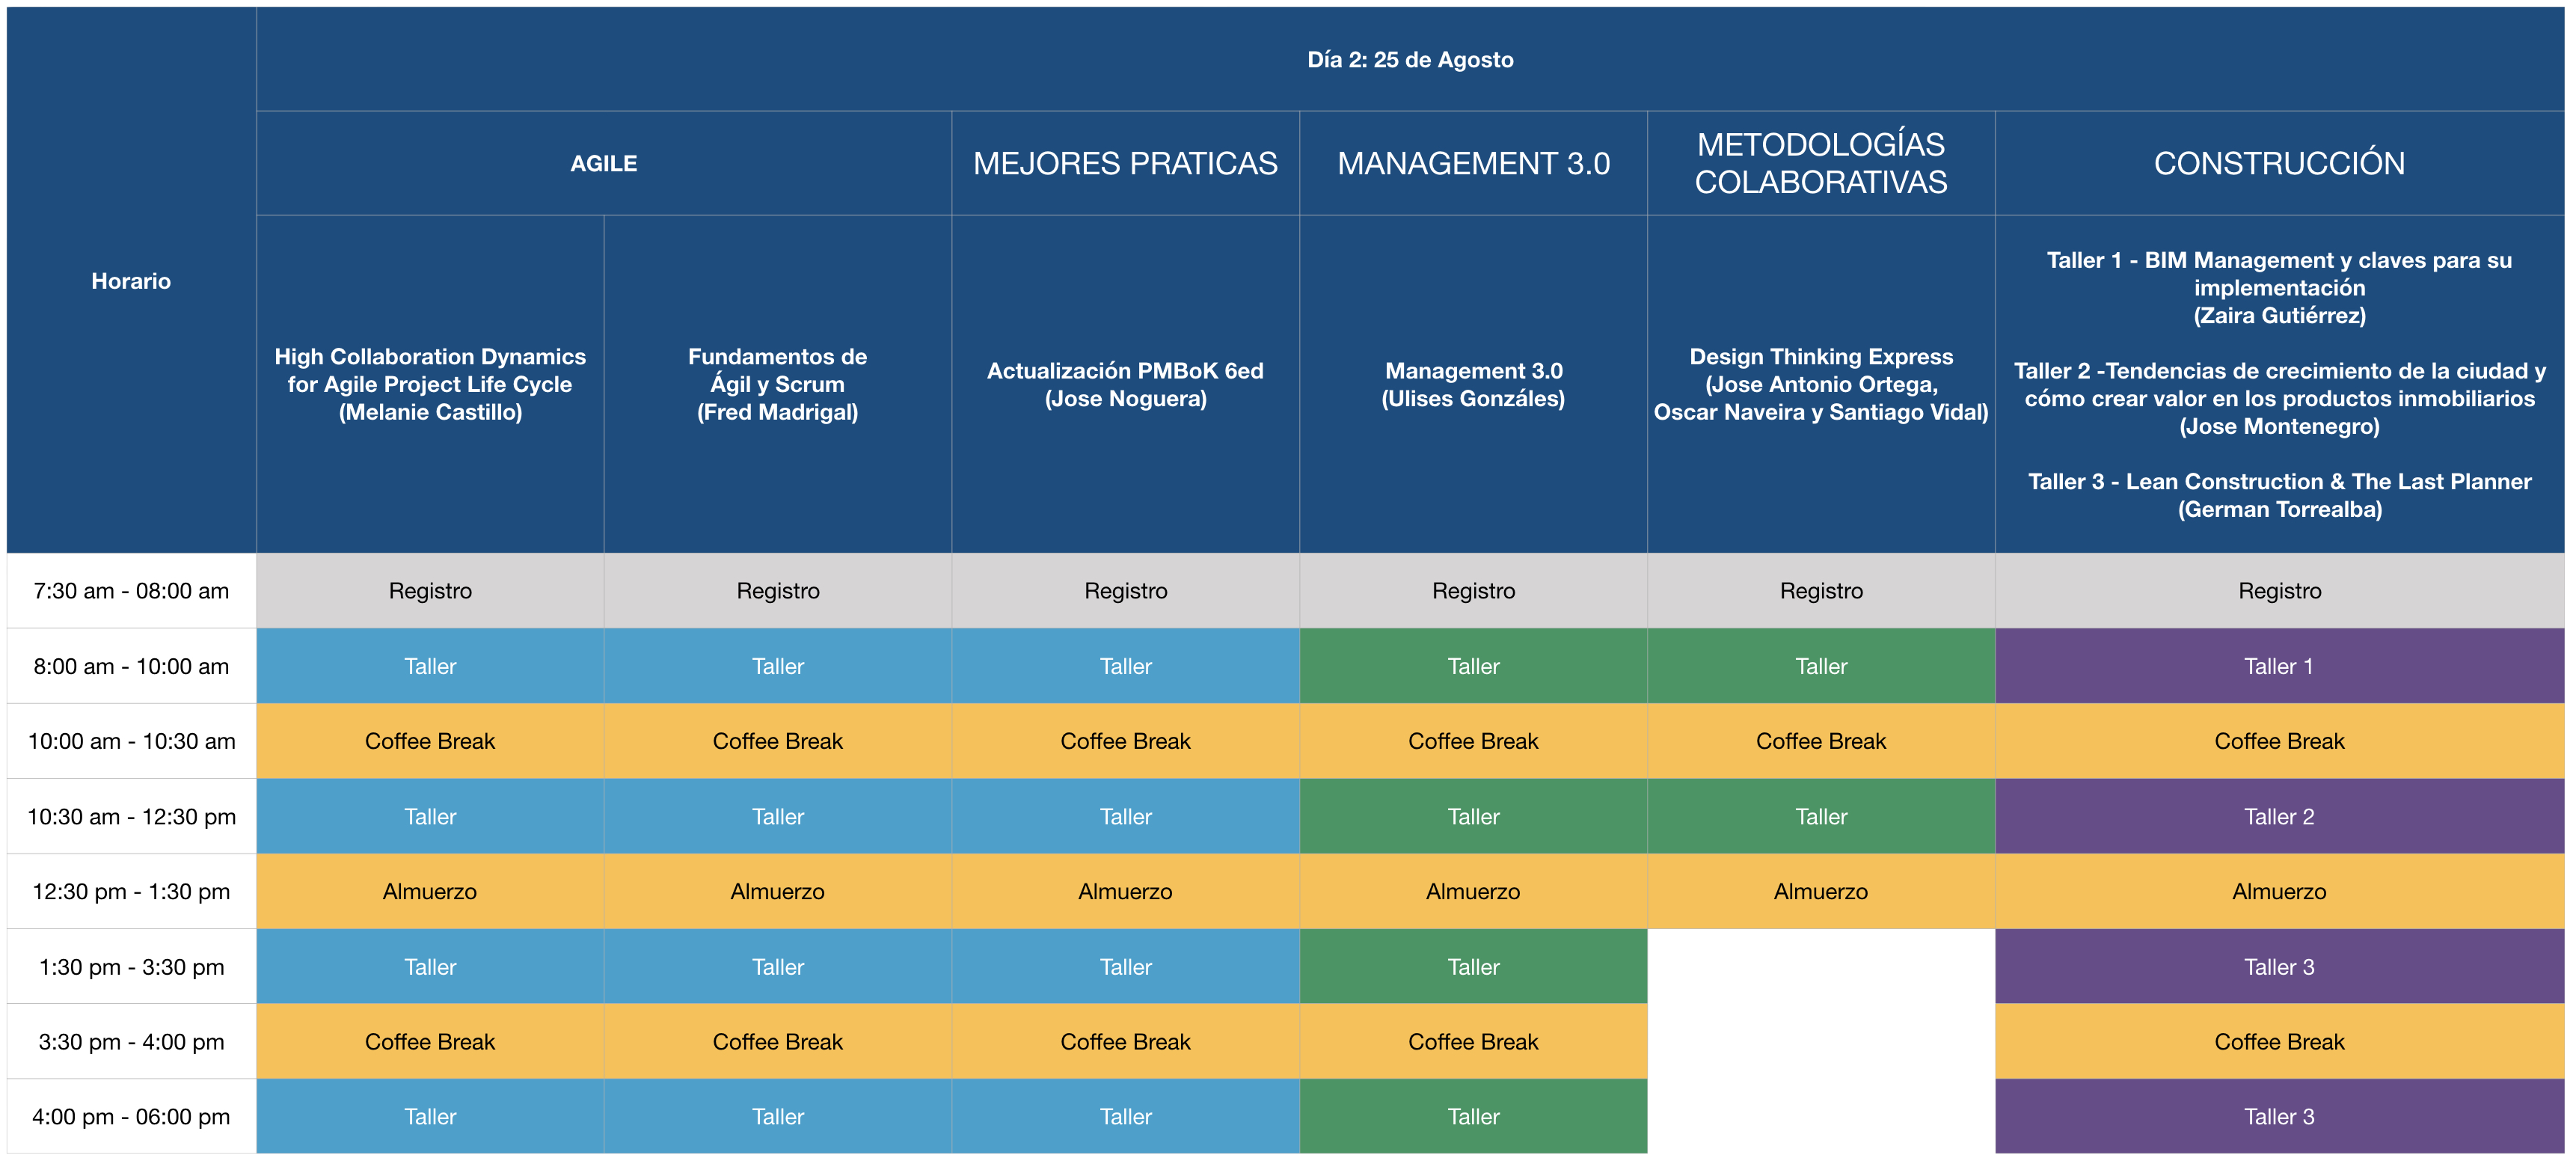 Día 2: 25 de Agosto
Horario
AGILE
MEJORES PRATICAS
MANAGEMENT 3.0
METODOLOGÍAS
COLABORATIVAS
CONSTRUCCIÓN
High Collaboration Dynamics
for Agile Project Life Cycle
(Melanie Castillo)
Fundamentos de
Ágil y Scrum
(Fred Madrigal)
Actualización PMBoK 6ed
(Jose Noguera)
Management 3.0
(Ulises Gonzáles)
Design Thinking Express
(Jose Antonio Ortega,
Oscar Naveira y Santiago Vidal)
Taller 1 - BIM Management y claves para su
implementación
(Zaira Gutiérrez)
Taller 2 -Tendencias de crecimiento de la ciudad y
cómo crear valor en los productos inmobiliarios
(Jose Montenegro)
Taller 3 - Lean Construction & The Last Planner
(German Torrealba)
7:30 am - 08:00 am Registro Registro Registro Registro Registro Registro
8:00 am - 10:00 am Taller Taller Taller Taller Taller Taller 1
10:00 am - 10:30 am Coffee Break Coffee Break Coffee Break Coffee Break Coffee Break Coffee Break
10:30 am - 12:30 pm Taller Taller Taller Taller Taller Taller 2
12:30 pm - 1:30 pm Almuerzo Almuerzo Almuerzo Almuerzo Almuerzo Almuerzo
1:30 pm - 3:30 pm Taller Taller Taller Taller Taller 3
3:30 pm - 4:00 pm Coffee Break Coffee Break Coffee Break Coffee Break Coffee Break
4:00 pm - 06:00 pm Taller Taller Taller Taller Taller 3